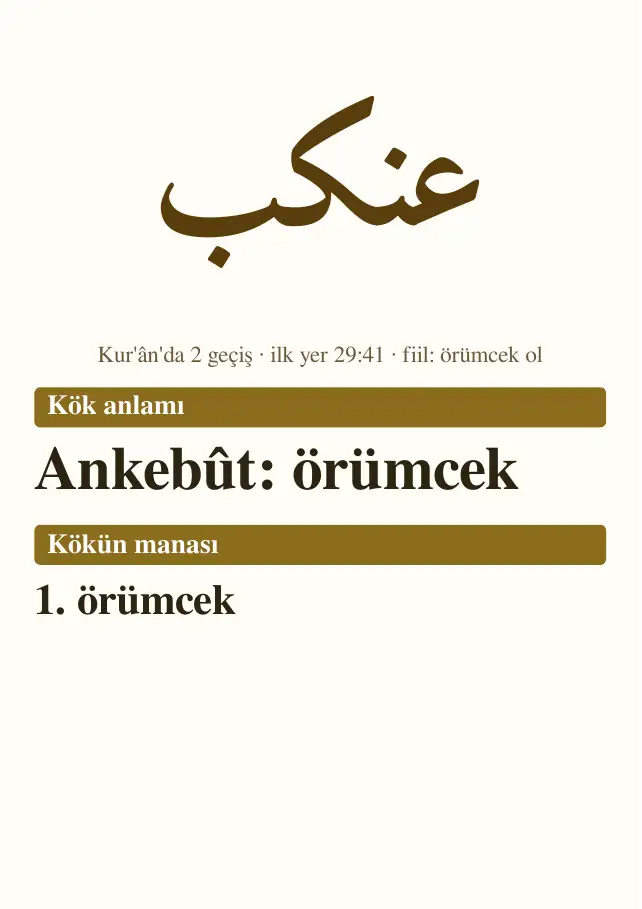 عنكب
Kur'ân'da 2 geçiş · ilk yer 29:41 · fiil: örümcek ol
Kök anlamı
Ankebût: örümcek
Kökün manası
1. örümcek